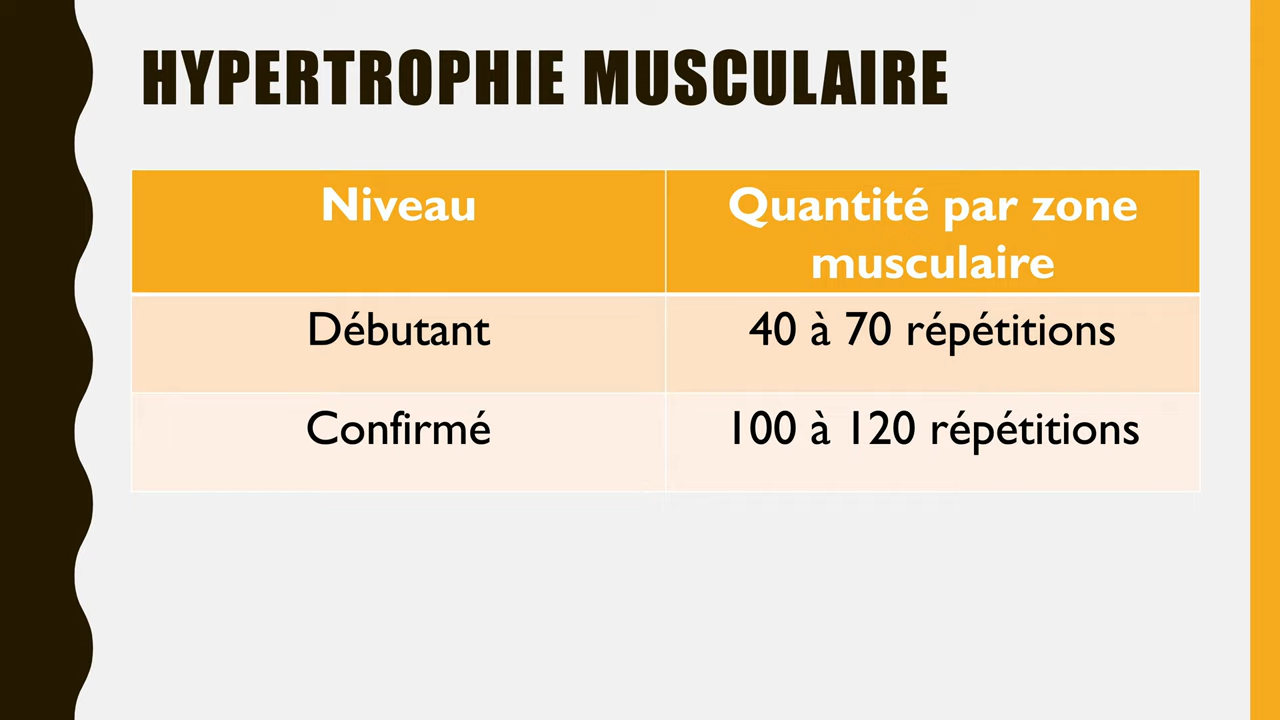 HYPERTROPHIE MUSCULAIRE
Niveau
Quantité par zone
musculaire
Débutant
40 à 70 répétitions
Confirmé
100 à 120 répétitions